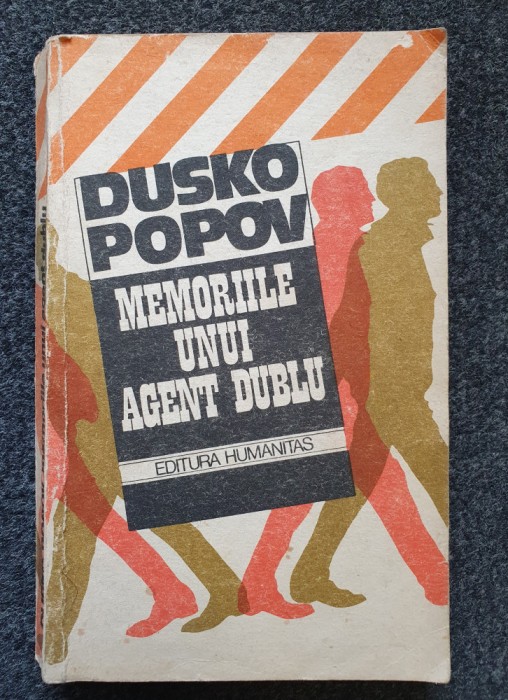 DUSKO
POPOV
MEMORIILE
UNUI
AGENT DUBLU
EDITURA HUMANITAS